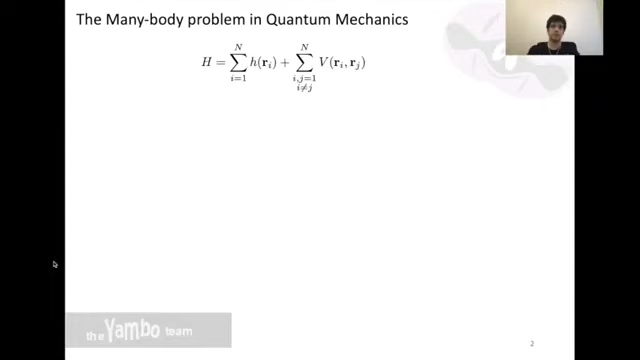 The Many-body problem in Quantum Mechanics
H = \sum_{i=1}^{N} h(\mathbf{r}_i) + \sum_{\substack{i,j=1 \\ i \neq j}}^{N} V(\mathbf{r}_i, \mathbf{r}_j)
the Yambo team
2